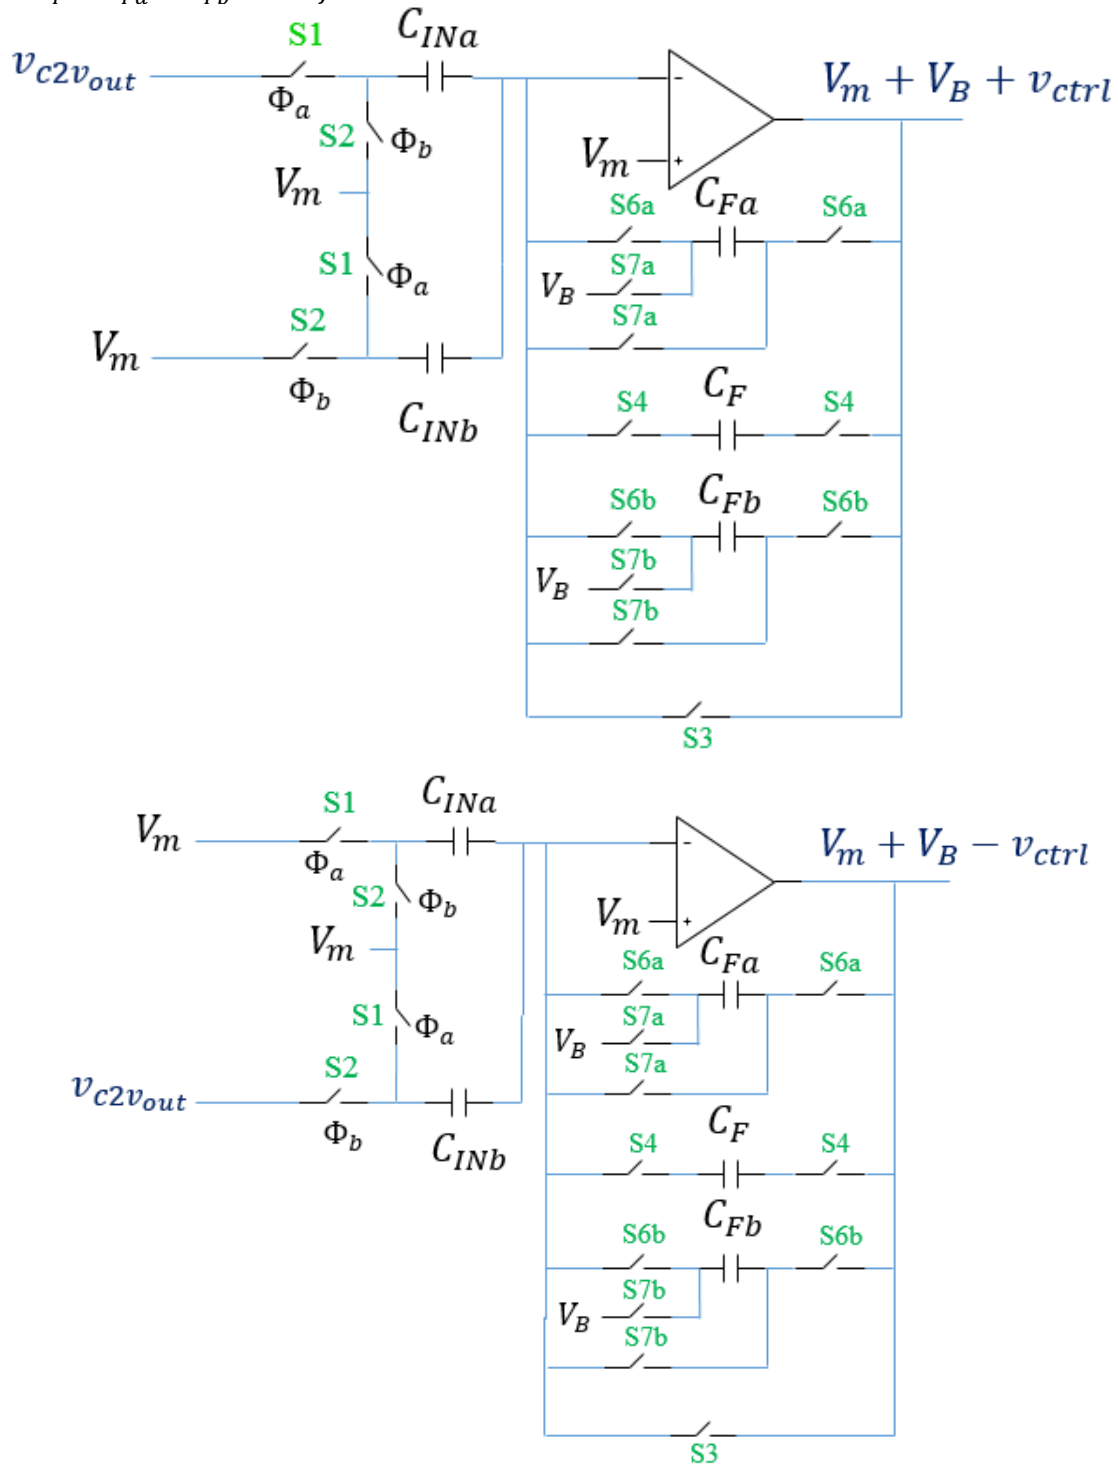 S1
C_INa
v_c2v_out
Φ_a
V_m + V_B + v_ctrl
-
S2
Φ_b
V_m
V_m
+
C_Fa
S6a
S6a
S1
Φ_a
S7a
V_B
S7a
S2
V_m
Φ_b
C_INb
C_F
S4
S4
C_Fb
S6b
S6b
S7b
V_B
S7b
S3
C_INa
S1
V_m
Φ_a
V_m + V_B − v_ctrl
-
S2
Φ_b
V_m
V_m
+
C_Fa
S6a
S6a
S1
Φ_a
S7a
V_B
S7a
S2
v_c2v_out
Φ_b
C_INb
C_F
S4
S4
C_Fb
S6b
S6b
S7b
V_B
S7b
S3